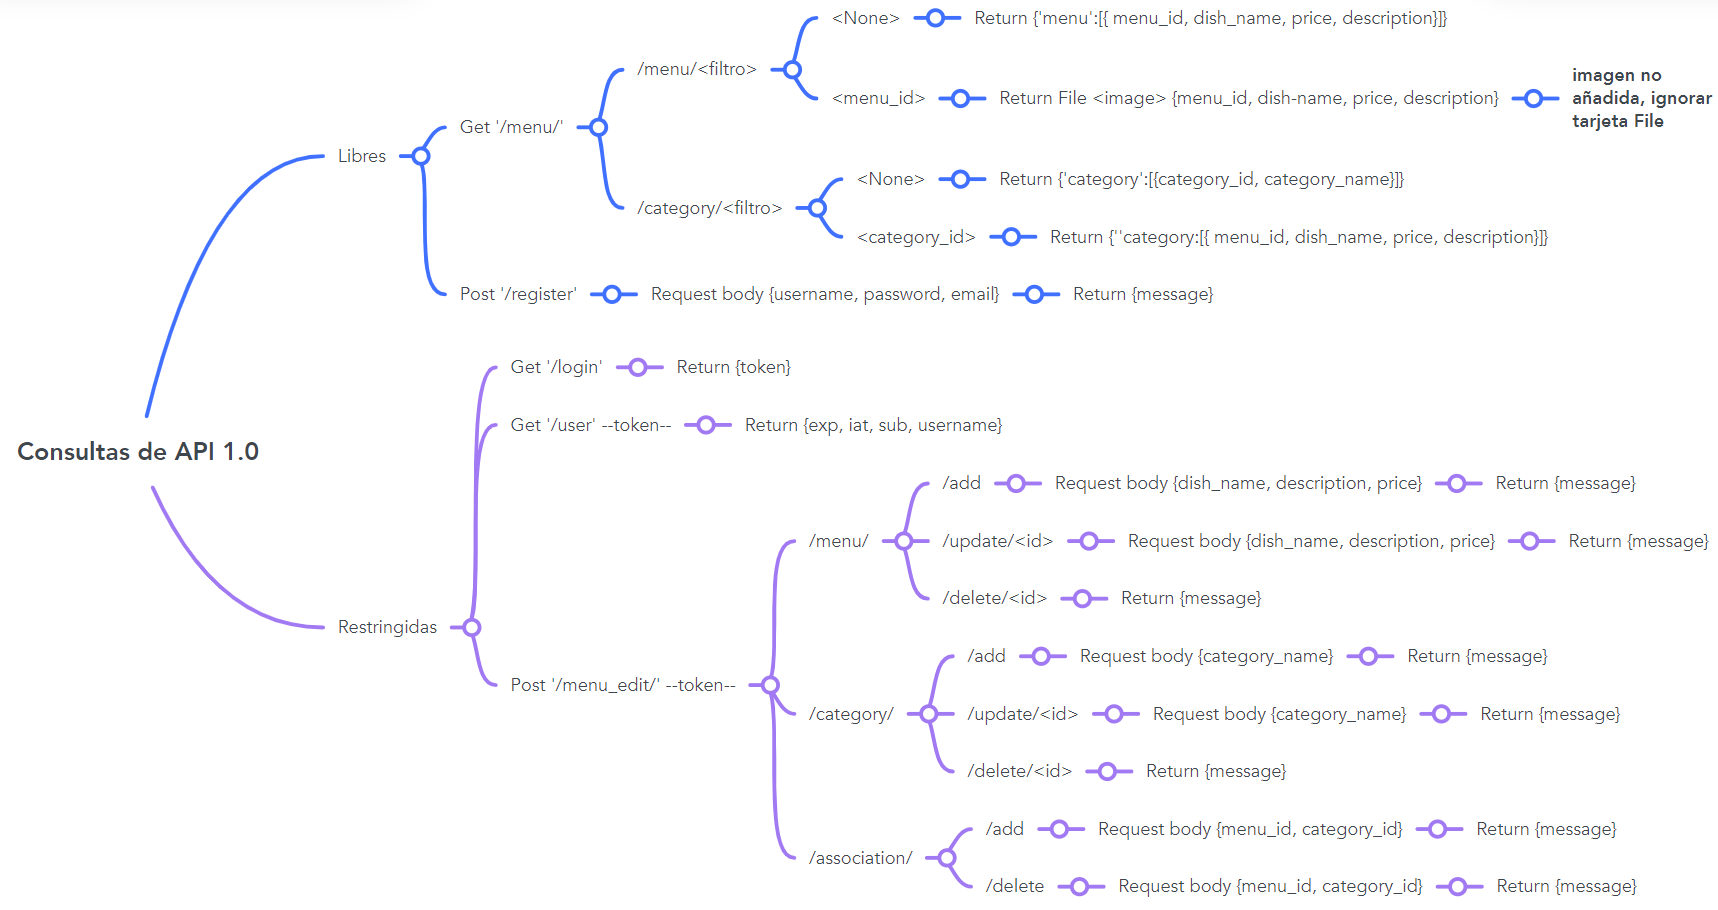 <None>
Return {'menu':[{ menu_id, dish_name, price, description}]}
/menu/<filtro>
<menu_id>
Return File <image> {menu_id, dish-name, price, description}
imagen no
añadida, ignorar
tarjeta File
Get '/menu/'
Libres
/category/<filtro>
<None>
Return {'category':[{category_id, category_name}]}
<category_id>
Return {''category:[{ menu_id, dish_name, price, description}]}
Post '/register'
Request body {username, password, email}
Return {message}
Consultas de API 1.0
Get '/login'
Return {token}
Get '/user' --token--
Return {exp, iat, sub, username}
Restringidas
Post '/menu_edit/' --token--
/menu/
/add
Request body {dish_name, description, price}
Return {message}
/update/<id>
Request body {dish_name, description, price}
Return {message}
/delete/<id>
Return {message}
/category/
/add
Request body {category_name}
Return {message}
/update/<id>
Request body {category_name}
Return {message}
/delete/<id>
Return {message}
/association/
/add
Request body {menu_id, category_id}
Return {message}
/delete
Request body {menu_id, category_id}
Return {message}